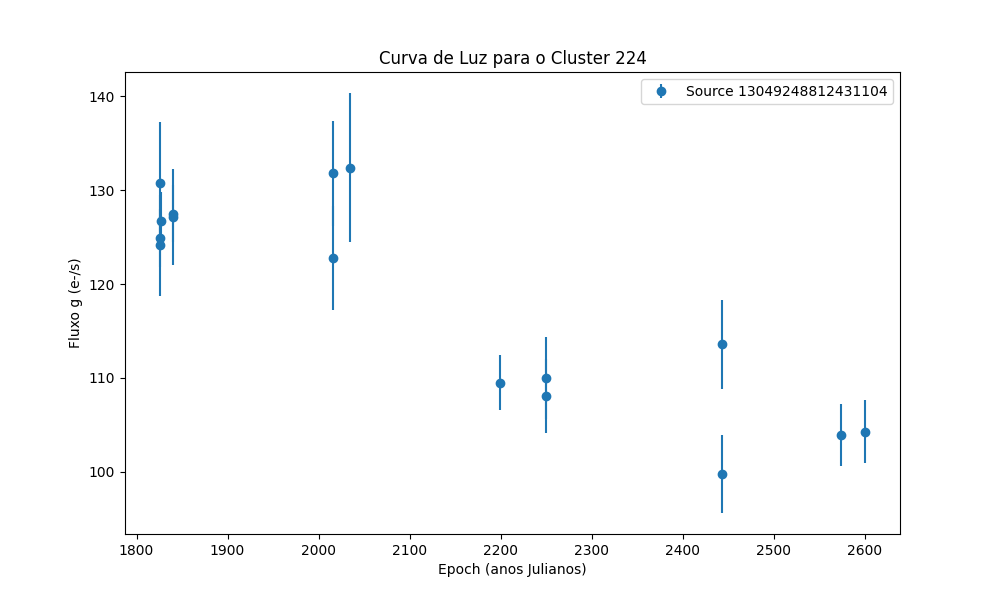 Curva de Luz para o Cluster 224
Source 13049248812431104
140
130
120
110
100
Fluxo g (e-/s)
1800 1900 2000 2100 2200 2300 2400 2500 2600
Epoch (anos Julianos)